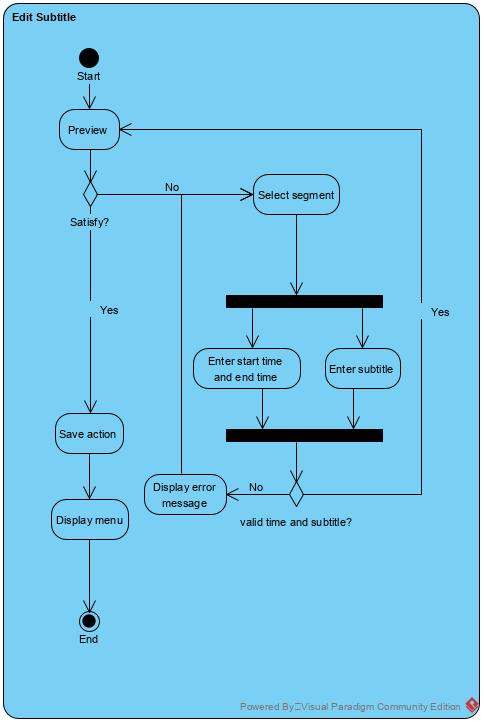 Edit Subtitle
Start
Preview
No
Select segment
Satisfy?
Yes
Yes
Enter start time
and end time
Enter subtitle
Save action
Display error
message
No
Display menu
valid time and subtitle?
End
Powered By Visual Paradigm Community Edition